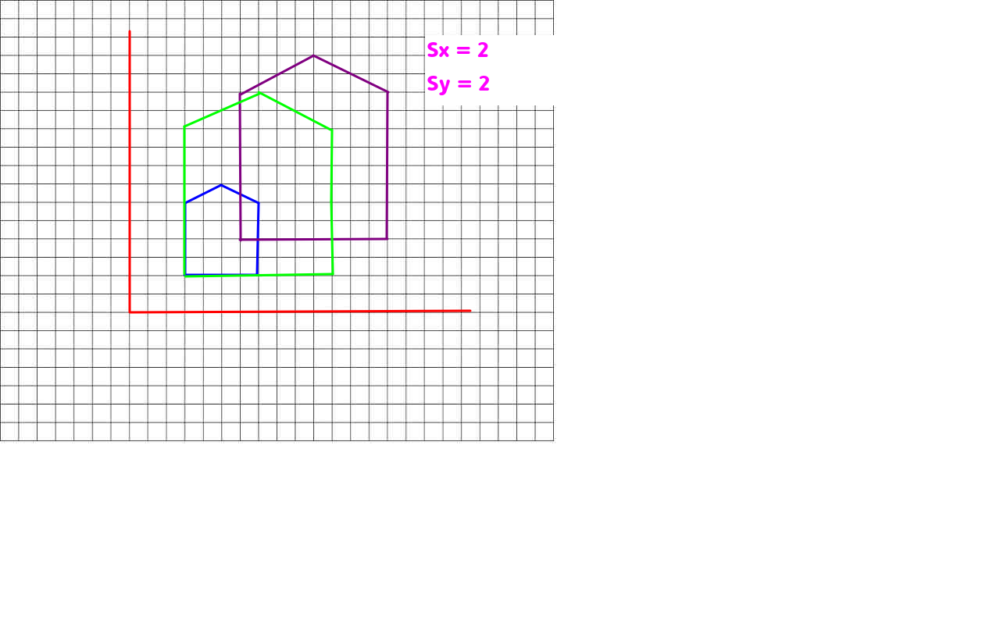 Sx = 2
Sy = 2